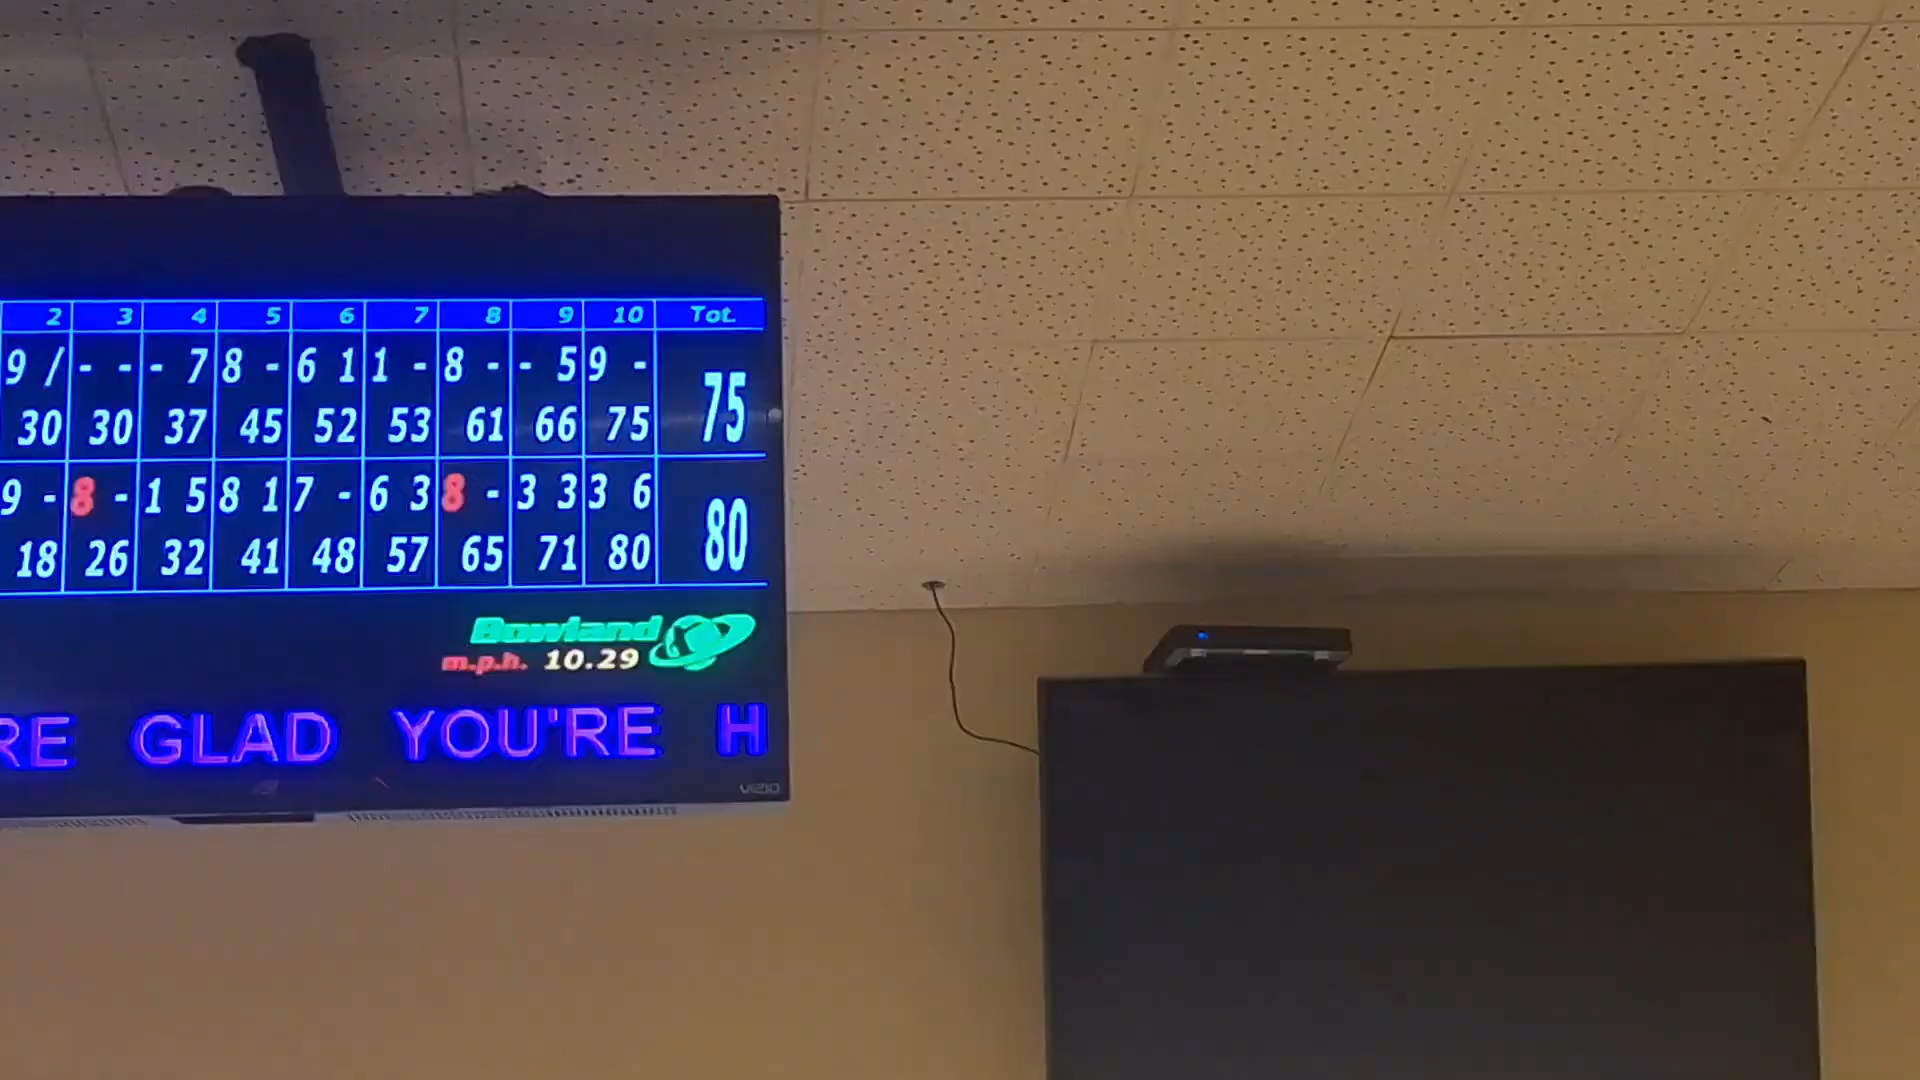 2 3 4 5 6 7 8 9 10 Tot.
9 / - - - 7 8 - 6 1 1 - 8 - - 5 9 -
30 30 37 45 52 53 61 66 75 75
9 - 8 - 1 5 8 1 7 - 6 3 8 - 3 3 3 6
18 26 32 41 48 57 65 71 80 80
Bowland
m.p.h. 10.29
RE GLAD YOU'RE H
VIZIO